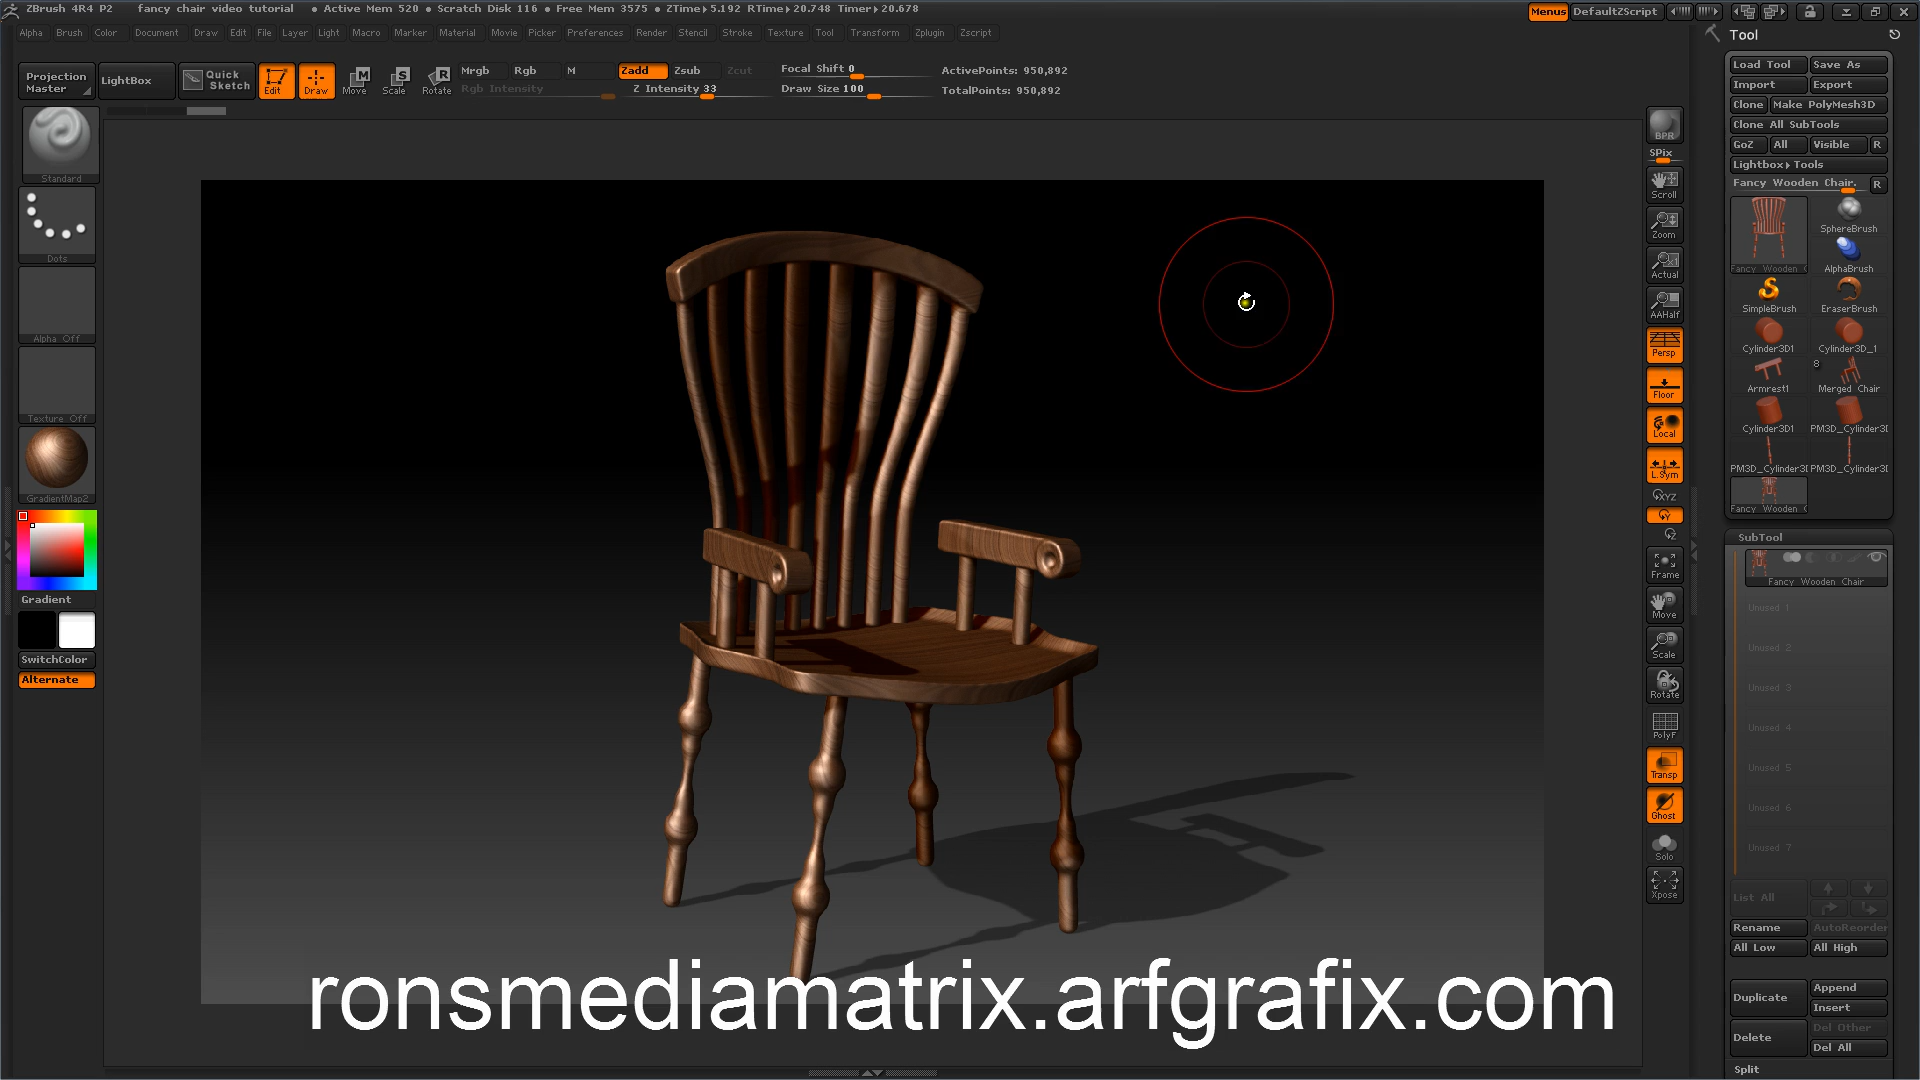 ZBrush 4R4 P2 fancy chair video tutorial • Active Mem 520 • Scratch Disk 116 • Free Mem 3575 • ZTime▸5.192 RTime▸20.748 Timer▸20.678 Menus DefaultZScript
Alpha Brush Color Document Draw Edit File Layer Light Macro Marker Material Movie Picker Preferences Render Stencil Stroke Texture Tool Transform Zplugin Zscript
Tool
Projection Master
LightBox
Quick Sketch
Edit
Draw
Move
Scale
Rotate
Mrgb Rgb M
Rgb Intensity
Zadd Zsub Zcut
Z Intensity 33
Focal Shift 0
Draw Size 100
ActivePoints: 950,892
TotalPoints: 950,892
Standard
Dots
Alpha Off
Texture Off
GradientMap2
Gradient
SwitchColor
Alternate
BPR
SPix
Scroll
Zoom
Actual
AAHalf
Persp
Floor
Local
L.Sym
XYZ
Y
Z
Frame
Move
Scale
Rotate
PolyF
Transp
Ghost
Solo
Xpose
Load Tool Save As
Import Export
Clone Make PolyMesh3D
Clone All SubTools
GoZ All Visible R
Lightbox▸Tools
Fancy Wooden Chair. R
Fancy Wooden C
SphereBrush
AlphaBrush
SimpleBrush EraserBrush
Cylinder3D1 Cylinder3D_1
8
Armrest1 Merged Chair
Cylinder3D1 PM3D_Cylinder3D
PM3D_Cylinder3D PM3D_Cylinder3D
Fancy Wooden C
SubTool
Fancy Wooden Chair
Unused 1
Unused 2
Unused 3
Unused 4
Unused 5
Unused 6
Unused 7
List All
Rename AutoReorder
All Low All High
Duplicate
Append
Insert
Delete
Del Other
Del All
Split
ronsmediamatrix.arfgrafix.com